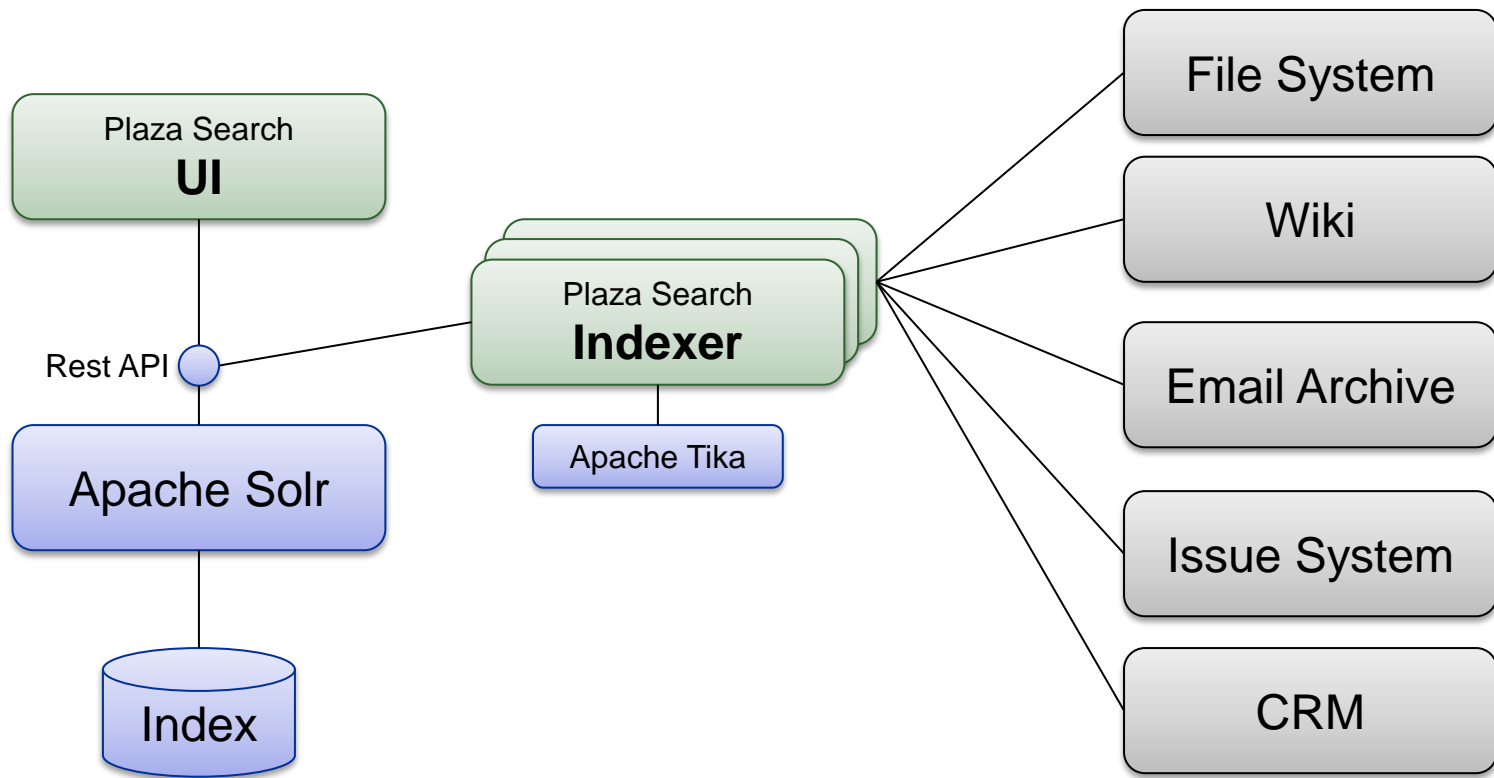 Plaza Search
UI
Rest API
Apache Solr
Index
Plaza Search
Indexer
Apache Tika
File System
Wiki
Email Archive
Issue System
CRM